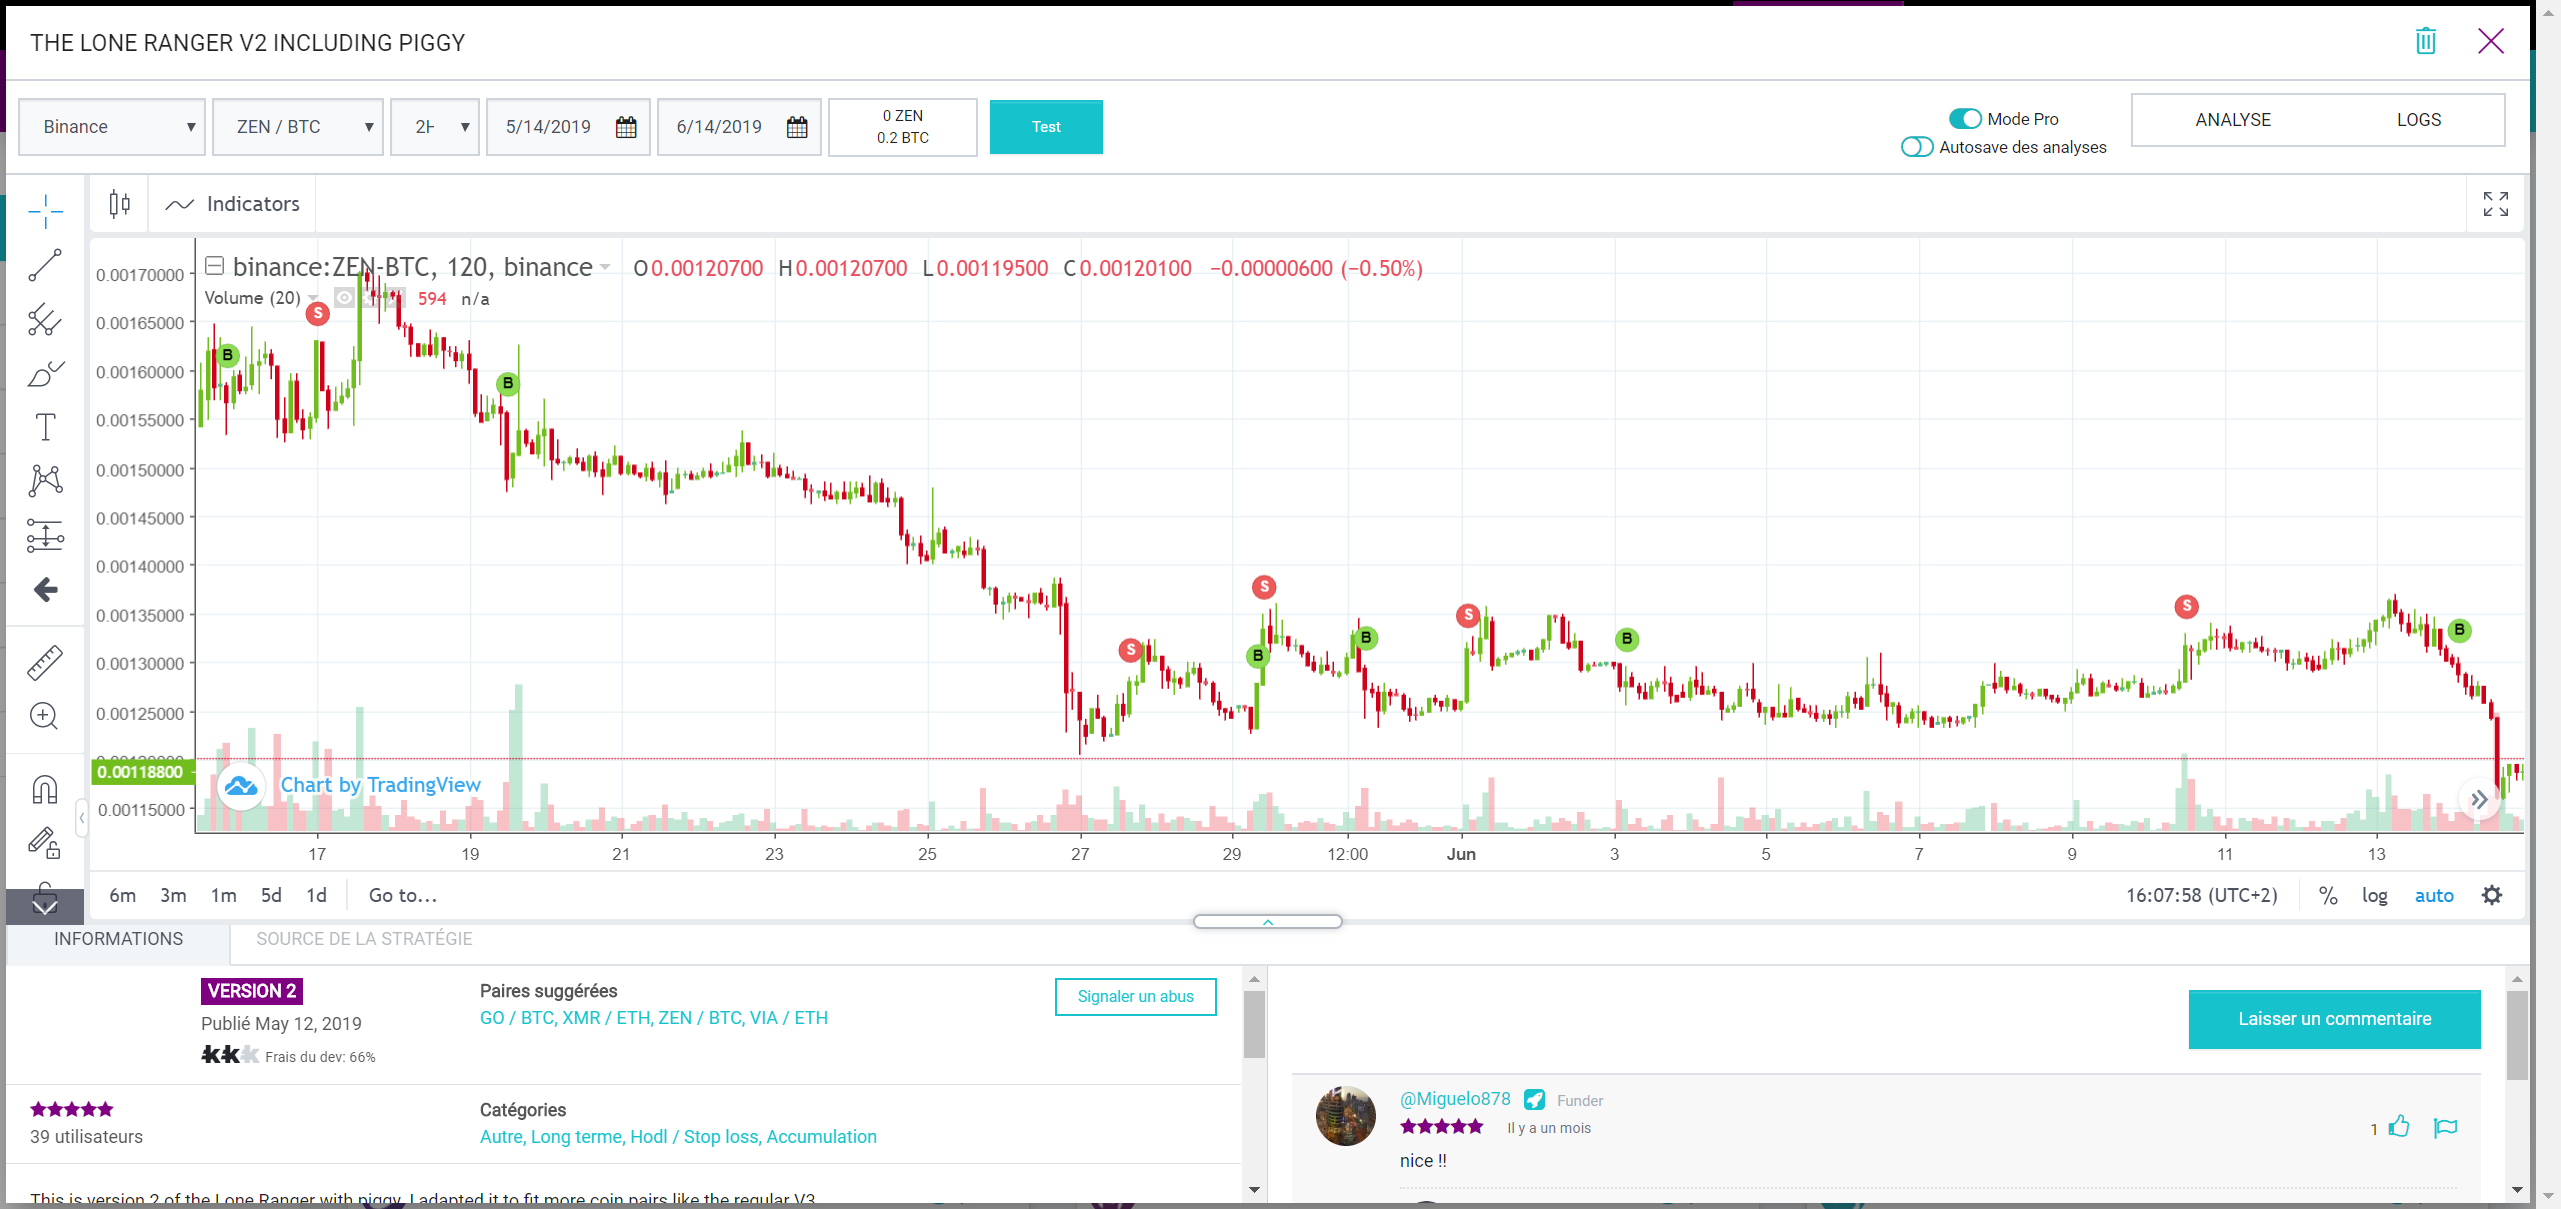 THE LONE RANGER V2 INCLUDING PIGGY
Binance
ZEN / BTC
5/14/2019
6/14/2019
0 ZEN
0.2 BTC
Test
Mode Pro
Autosave des analyses
ANALYSE
LOGS
Indicators
binance:ZEN-BTC, 120, binance
O0.00120700 H0.00120700 L0.00119500 C0.00120100 −0.00000600 (−0.50%)
Volume (20)
594 n/a
0.00170000
0.00165000
0.00160000
0.00155000
0.00150000
0.00145000
0.00140000
0.00135000
0.00130000
0.00125000
0.00118800
0.00115000
B
S
B
S
S
B
B
S
B
S
B
Chart by TradingView
17
19
21
23
25
27
29
12:00
Jun
3
5
7
9
11
13
6m 3m 1m 5d 1d Go to...
16:07:58 (UTC+2) % log auto
INFORMATIONS
SOURCE DE LA STRATÉGIE
VERSION 2
Publié May 12, 2019
Frais du dev: 66%
Paires suggérées
GO / BTC, XMR / ETH, ZEN / BTC, VIA / ETH
Signaler un abus
39 utilisateurs
Catégories
Autre, Long terme, Hodl / Stop loss, Accumulation
This is version 2 of the Lone Ranger with piggy. I adapted it to fit more coin pairs like the regular V3
Laisser un commentaire
@Miguelo878
Funder
Il y a un mois
nice !!
1